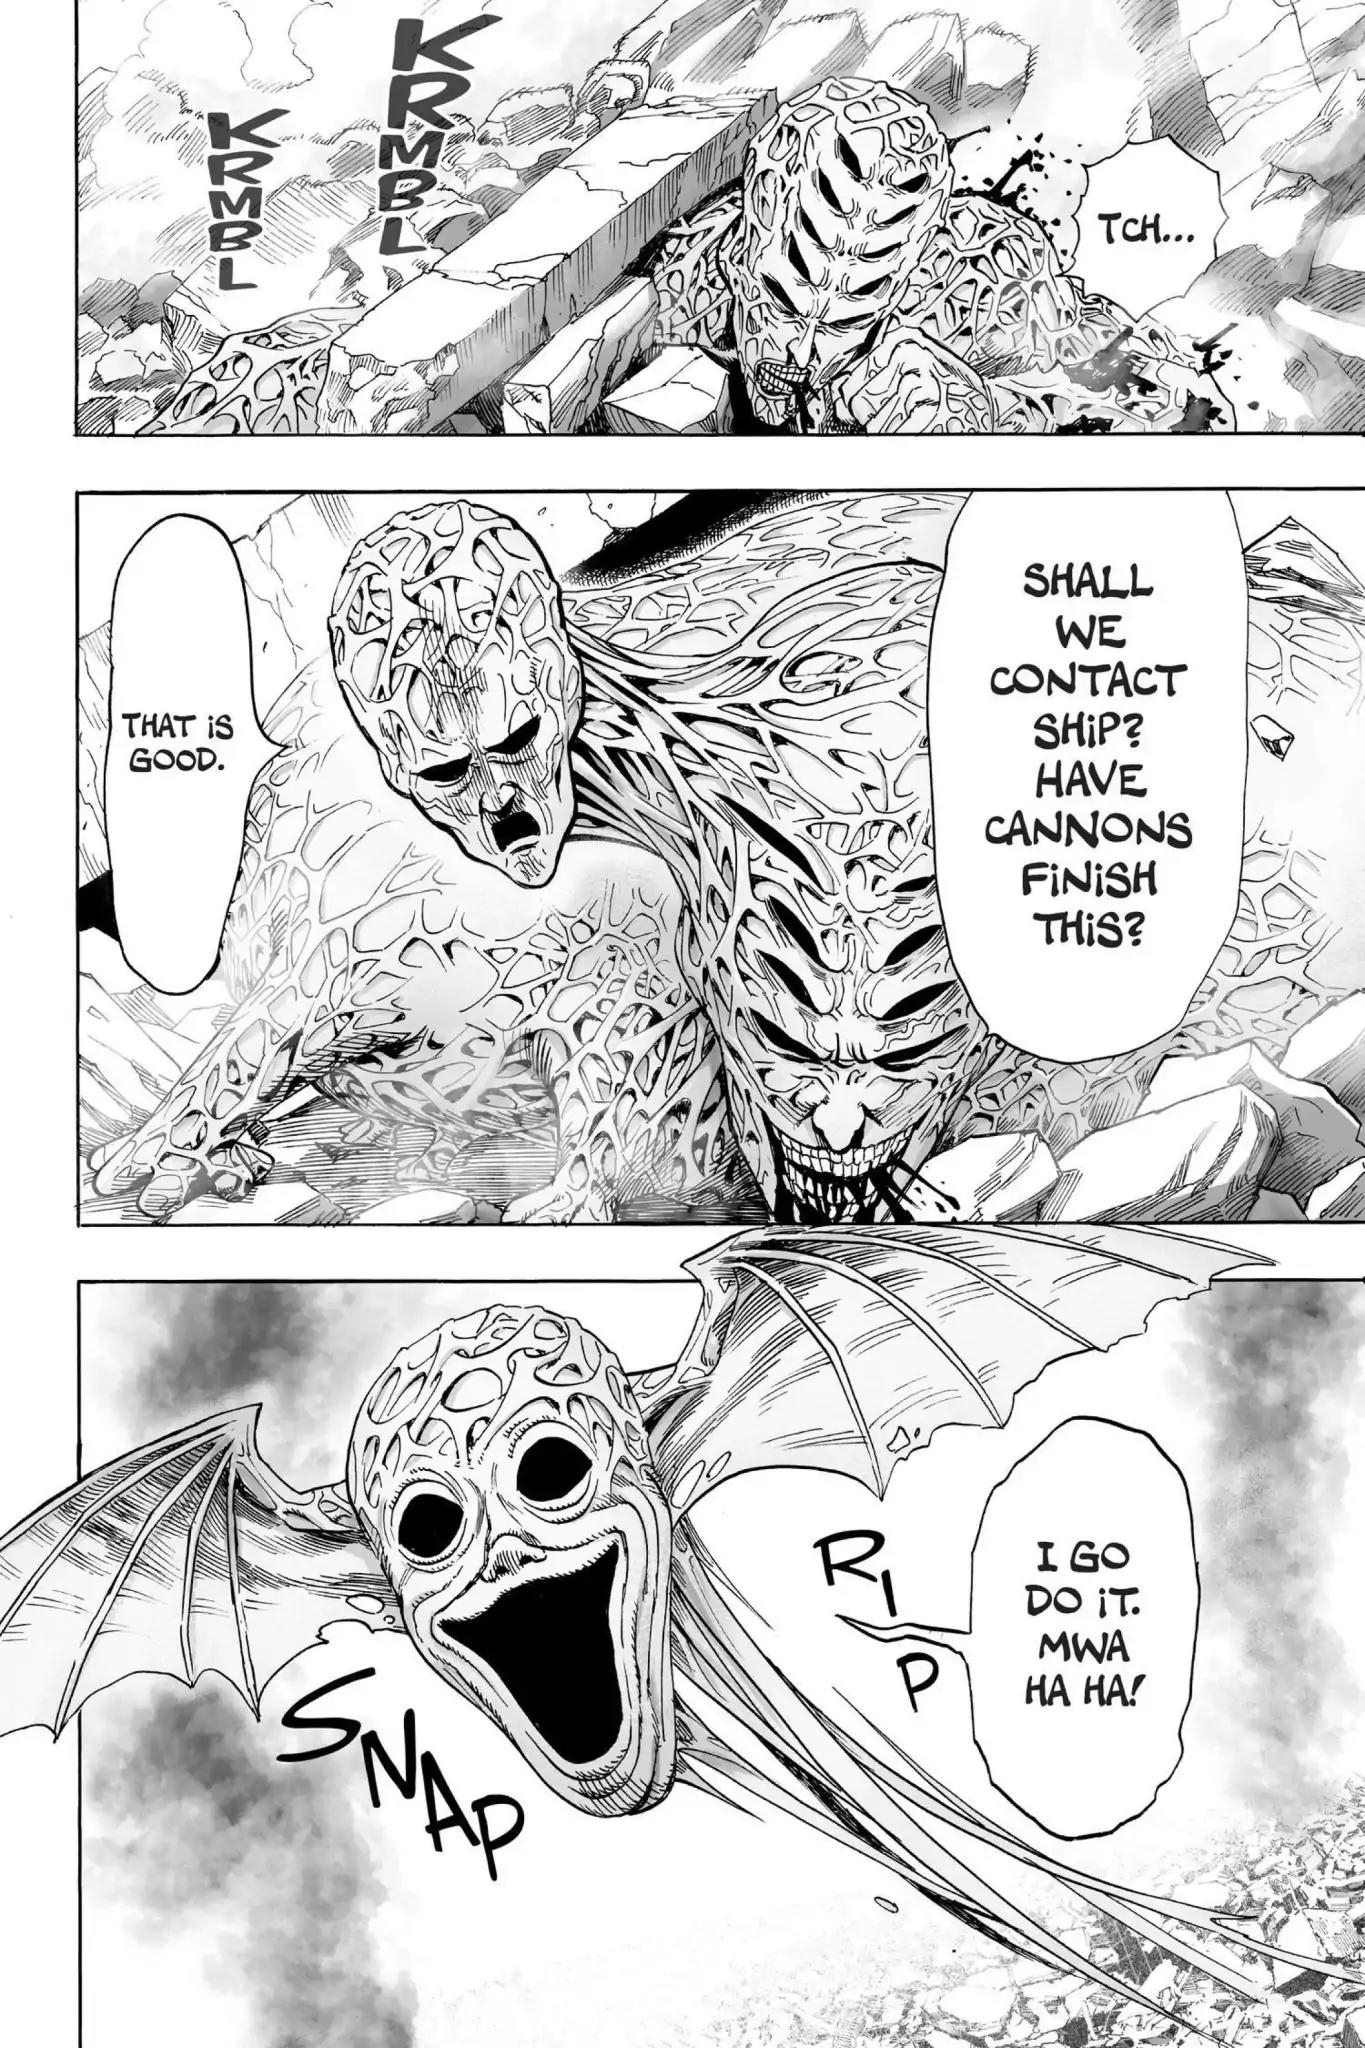 TCH...
KRMBL
KRMBL
SHALL
WE
CONTACT
SHiP?
HAVE
CANNONS
FiNiSH
THiS?
THAT iS
GOOD.
I GO
DO iT.
MWA
HA HA!
RIP
SNAP